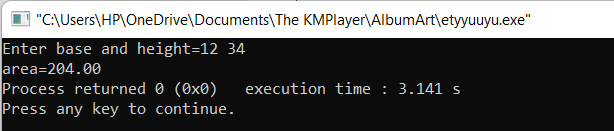 "C:\Users\HP\OneDrive\Documents\The KMPlayer\AlbumArt\etyyuuyu.exe"
Enter base and height=12 34
area=204.00
Process returned 0 (0x0)   execution time : 3.141 s
Press any key to continue.